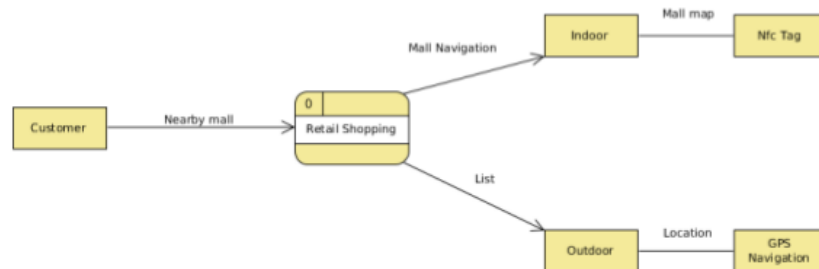 Mall map
Indoor
Nfc Tag
Mall Navigation
0
Customer
Nearby mall
Retail Shopping
List
Location
Outdoor
GPS
Navigation